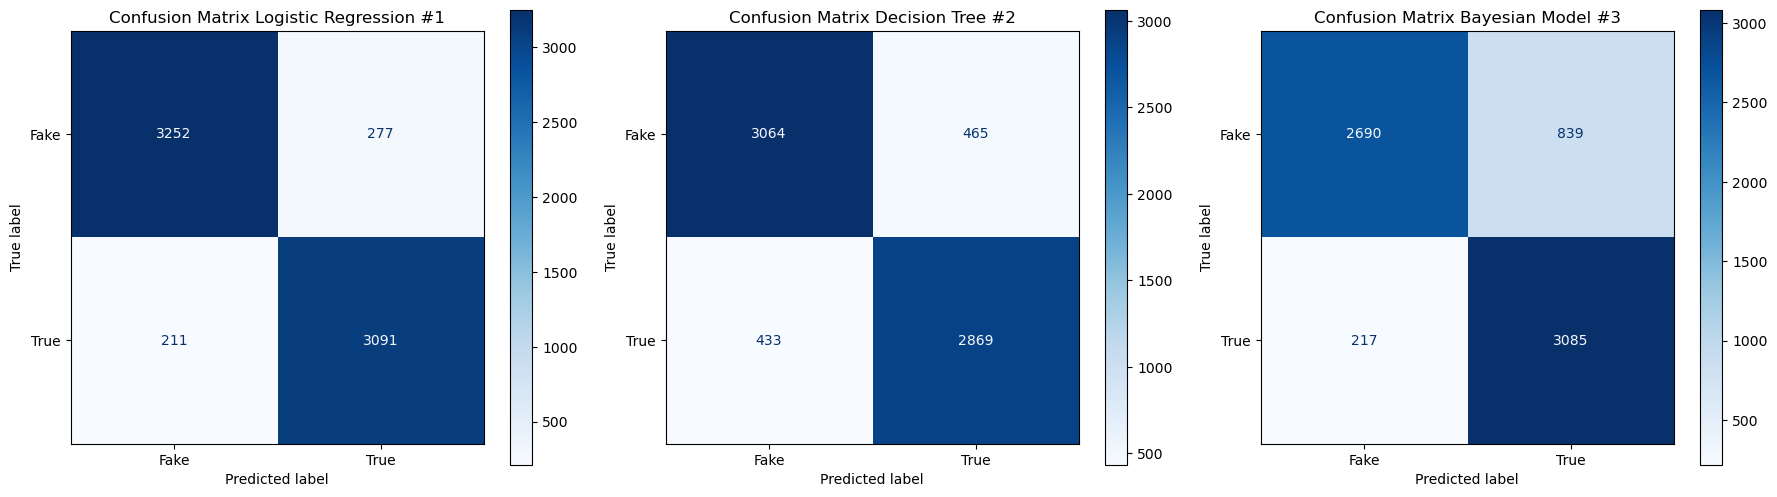 Confusion Matrix Logistic Regression #1
Fake
True
True label
3252
277
211
3091
Fake
True
Predicted label
3000
2500
2000
1500
1000
500
Confusion Matrix Decision Tree #2
Fake
True
True label
3064
465
433
2869
Fake
True
Predicted label
3000
2500
2000
1500
1000
500
Confusion Matrix Bayesian Model #3
Fake
True
True label
2690
839
217
3085
Fake
True
Predicted label
3000
2500
2000
1500
1000
500